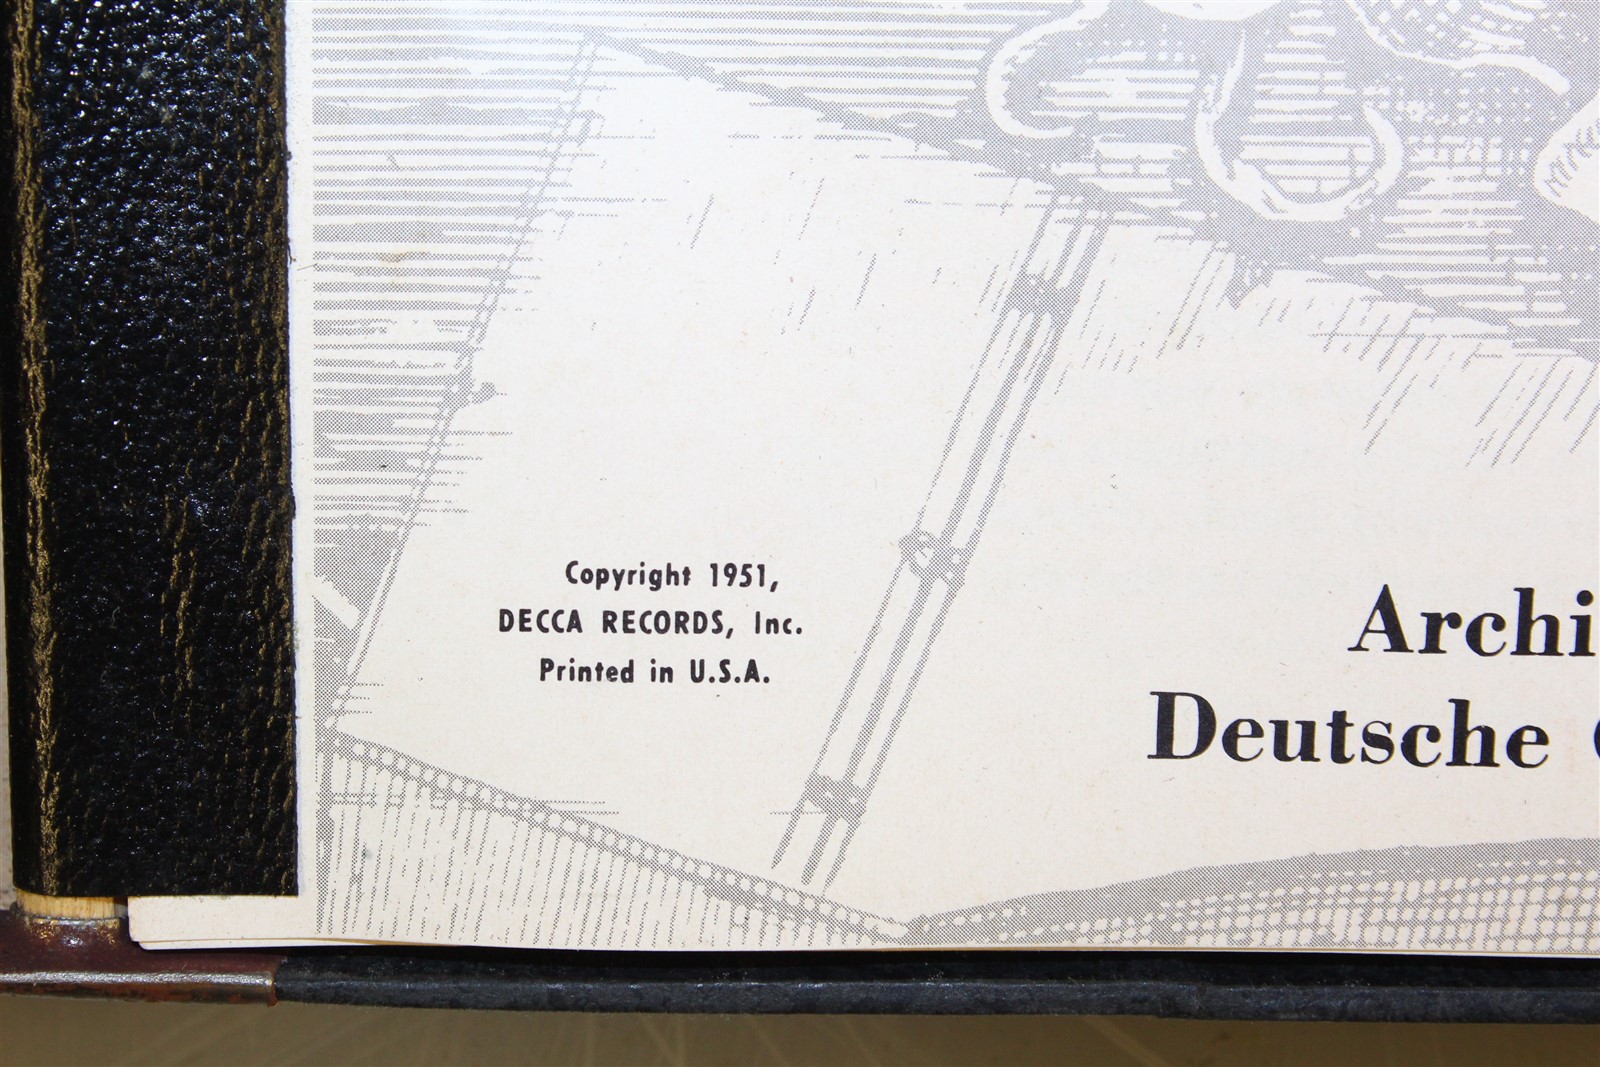 Copyright 1951,
DECCA RECORDS, Inc.
Printed in U.S.A.
Archi
Deutsche